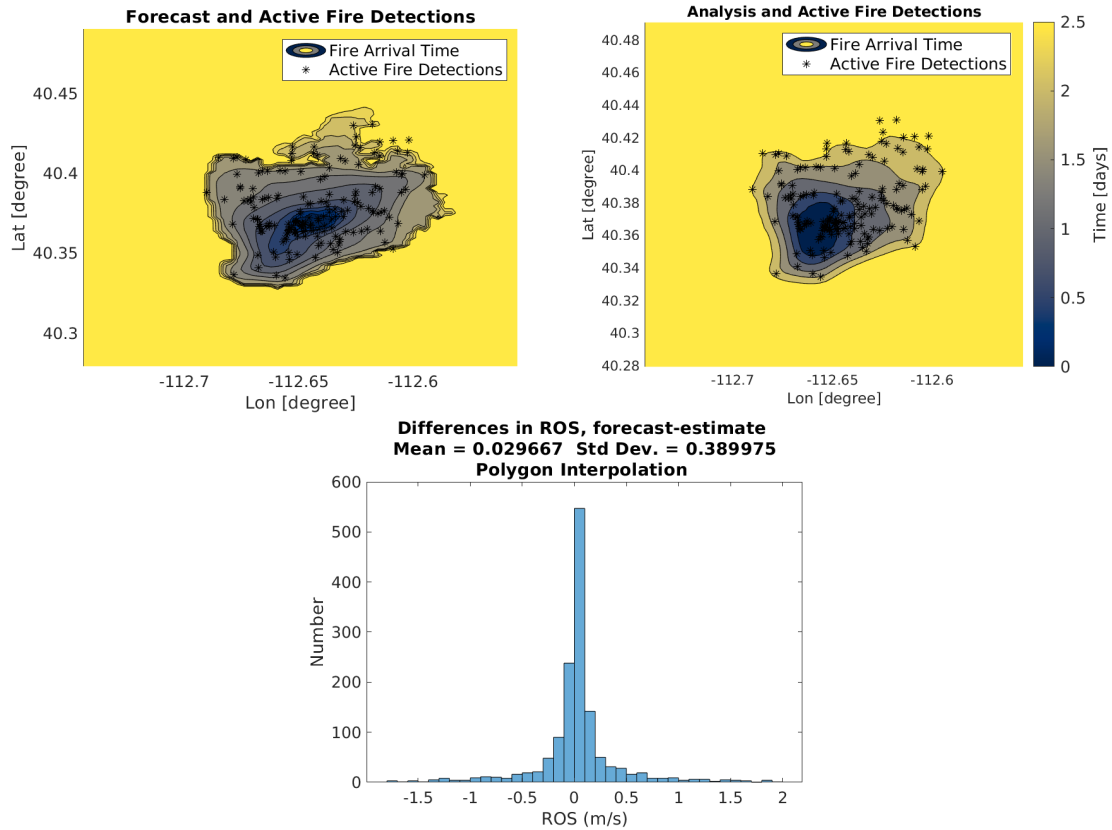 Forecast and Active Fire Detections
Fire Arrival Time
Active Fire Detections
40.45
40.4
40.35
40.3
Lat [degree]
-112.7
-112.65
-112.6
Lon [degree]
Analysis and Active Fire Detections
Fire Arrival Time
Active Fire Detections
40.48
40.46
40.44
40.42
40.4
40.38
40.36
40.34
40.32
40.3
40.28
Lat [degree]
-112.7
-112.65
-112.6
Lon [degree]
2.5
2
1.5
1
0.5
0
Time [days]
Differences in ROS, forecast-estimate
Mean = 0.029667 Std Dev. = 0.389975
Polygon Interpolation
600
500
400
300
200
100
0
Number
-1.5
-1
-0.5
0
0.5
1
1.5
2
ROS (m/s)